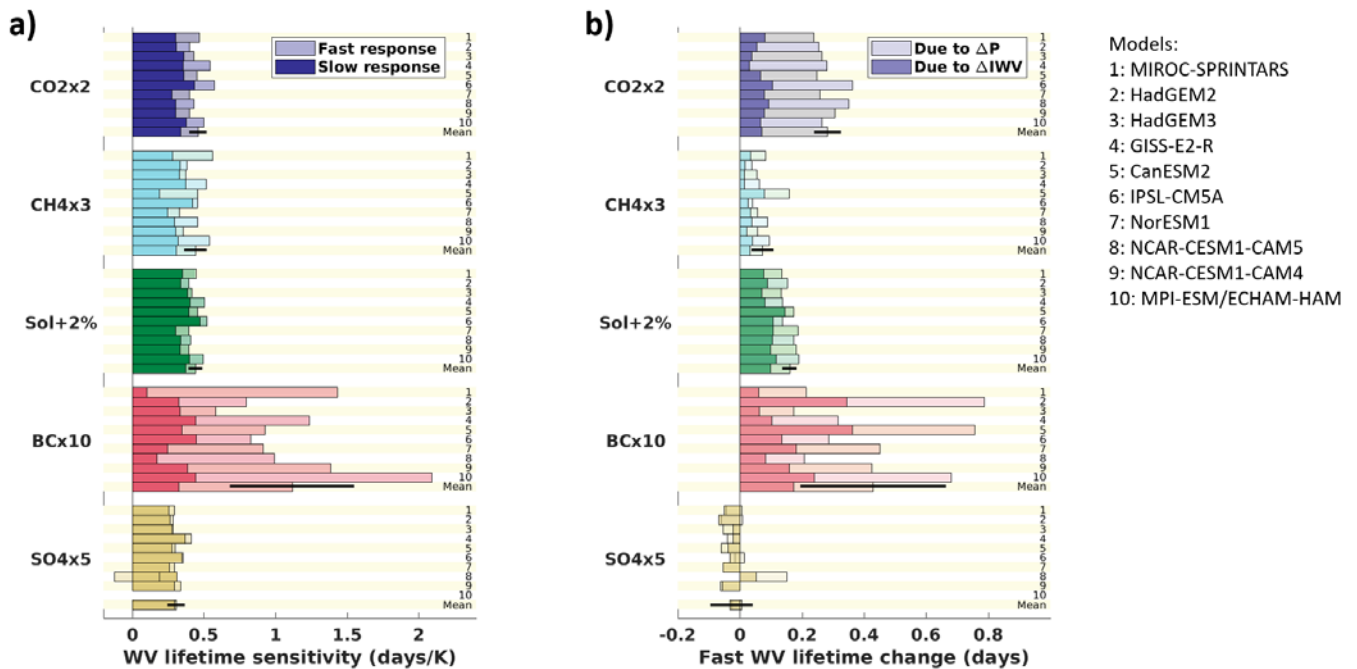 a)
Fast response
Slow response
CO2x2
1
2
3
4
5
6
7
8
9
10
Mean
CH4x3
1
2
3
4
5
6
7
8
9
10
Mean
Sol+2%
1
2
3
4
5
6
7
8
9
10
Mean
BCx10
1
2
3
4
5
6
7
8
9
10
Mean
SO4x5
1
2
3
4
5
6
7
8
9
10
Mean
0 0.5 1 1.5 2
WV lifetime sensitivity (days/K)
b)
Due to ΔP
Due to ΔIWV
CO2x2
1
2
3
4
5
6
7
8
9
10
Mean
CH4x3
1
2
3
4
5
6
7
8
9
10
Mean
Sol+2%
1
2
3
4
5
6
7
8
9
10
Mean
BCx10
1
2
3
4
5
6
7
8
9
10
Mean
SO4x5
1
2
3
4
5
6
7
8
9
10
Mean
-0.2 0 0.2 0.4 0.6 0.8
Fast WV lifetime change (days)
Models:
1: MIROC-SPRINTARS
2: HadGEM2
3: HadGEM3
4: GISS-E2-R
5: CanESM2
6: IPSL-CM5A
7: NorESM1
8: NCAR-CESM1-CAM5
9: NCAR-CESM1-CAM4
10: MPI-ESM/ECHAM-HAM